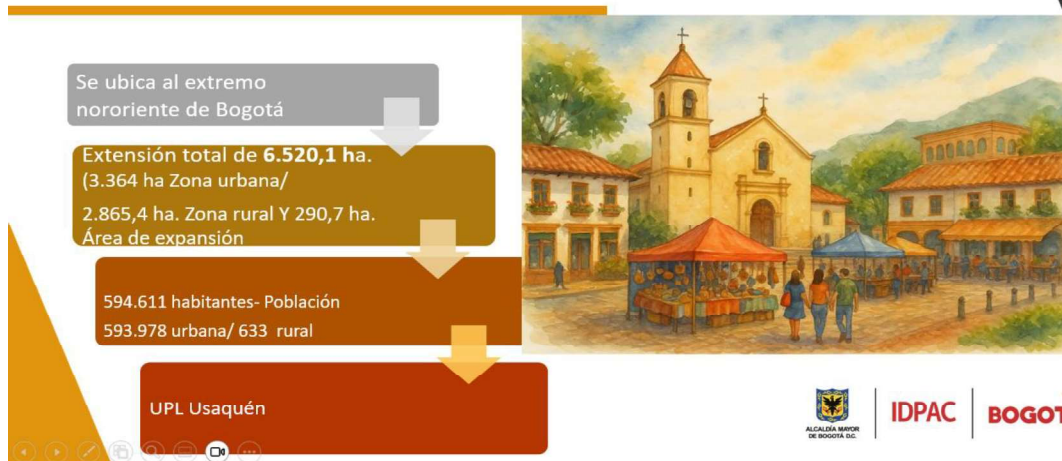 Se ubica al extremo
nororiente de Bogotá
Extensión total de 6.520,1 ha.
(3.364 ha Zona urbana/
2.865,4 ha. Zona rural Y 290,7 ha.
Área de expansión
594.611 habitantes- Población
593.978 urbana/ 633 rural
UPL Usaquén
ALCALDÍA MAYOR
DE BOGOTÁ D.C.
IDPAC
BOGOT